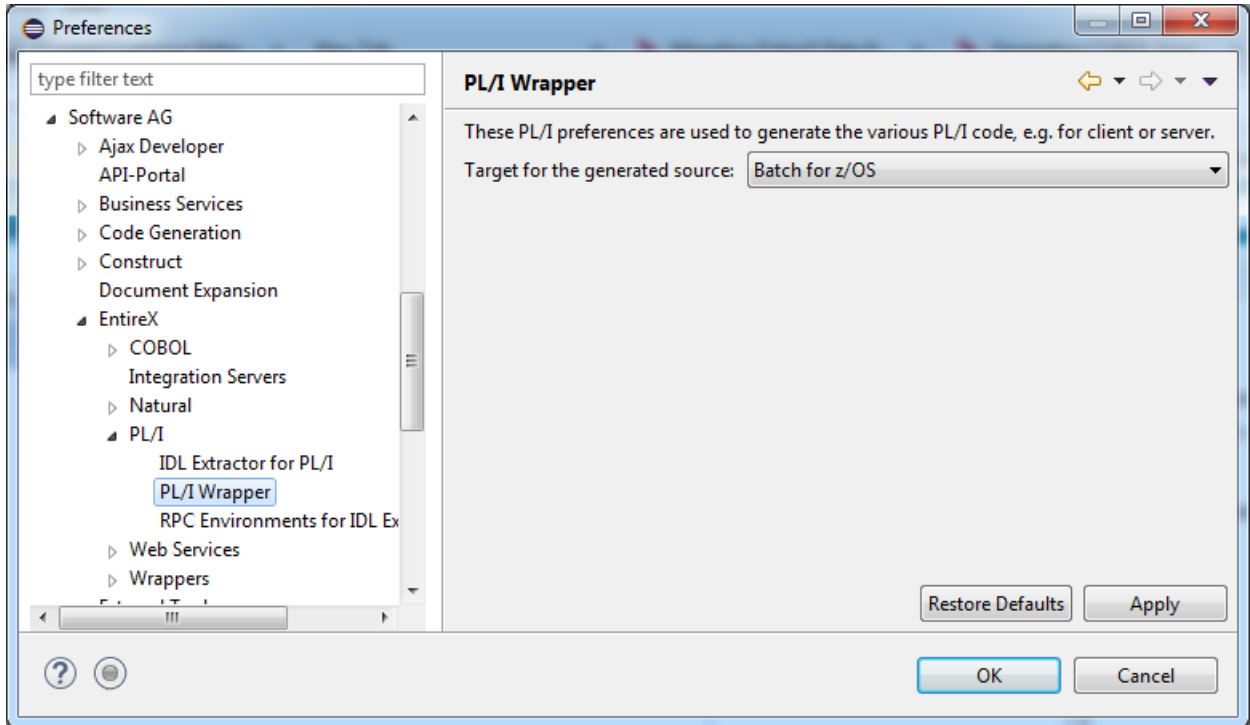 Preferences
type filter text
Software AG
Ajax Developer
API-Portal
Business Services
Code Generation
Construct
Document Expansion
EntireX
COBOL
Integration Servers
Natural
PL/I
IDL Extractor for PL/I
PL/I Wrapper
RPC Environments for IDL Ex
Web Services
Wrappers
PL/I Wrapper
These PL/I preferences are used to generate the various PL/I code, e.g. for client or server.
Target for the generated source: Batch for z/OS
Restore Defaults Apply
OK Cancel